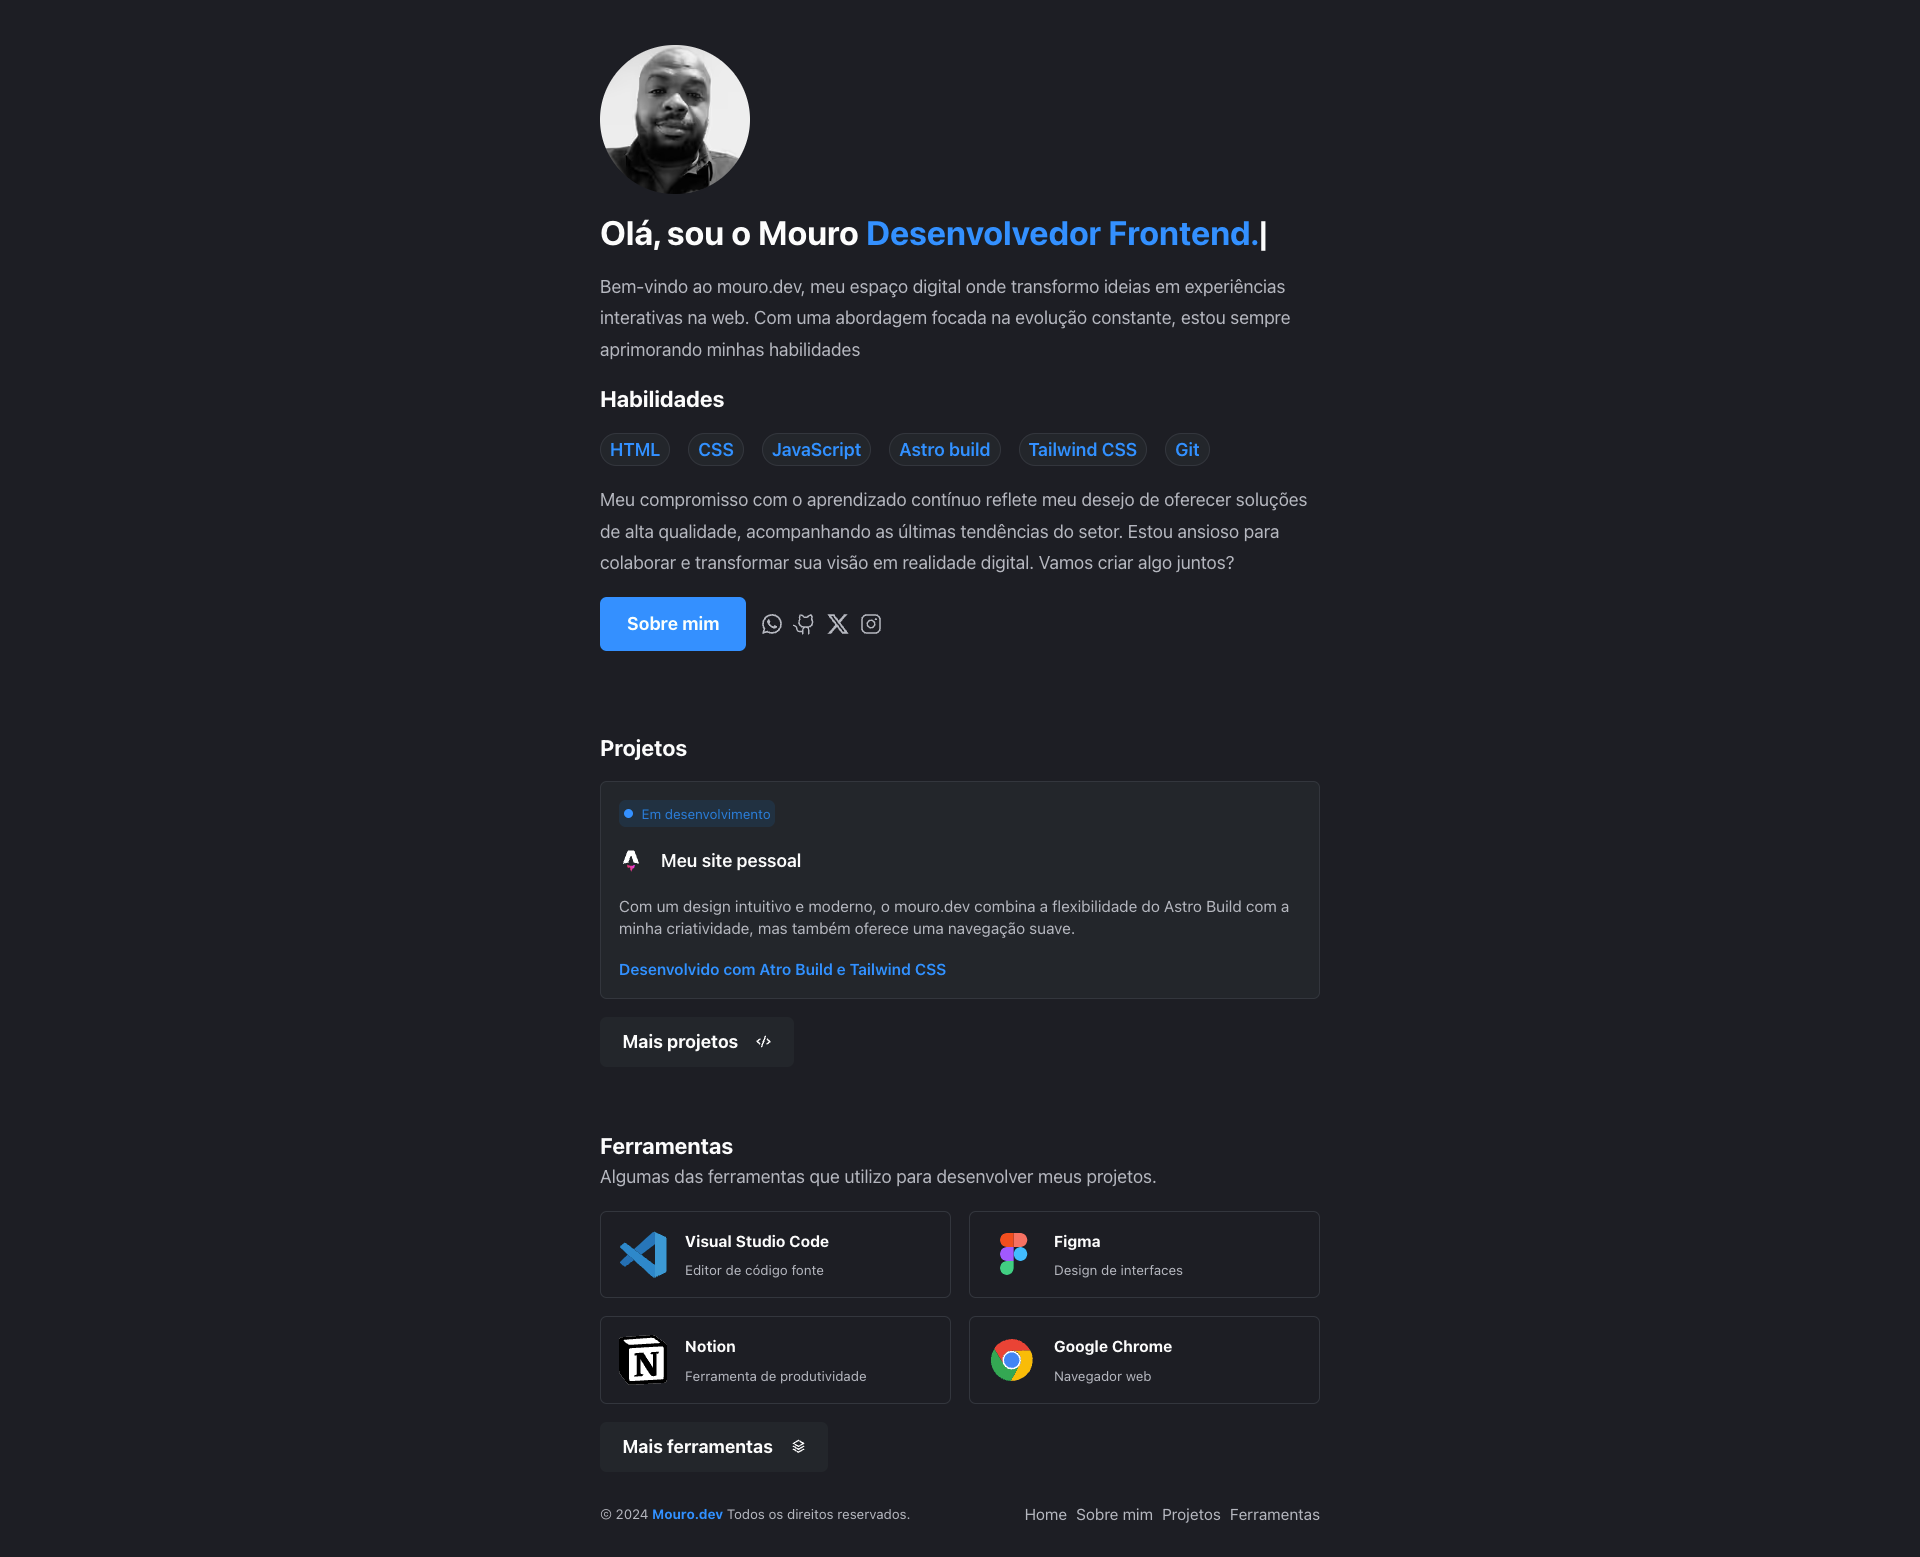 Olá, sou o Mouro Desenvolvedor Frontend.|
Bem-vindo ao mouro.dev, meu espaço digital onde transformo ideias em experiências
interativas na web. Com uma abordagem focada na evolução constante, estou sempre
aprimorando minhas habilidades
Habilidades
HTML CSS JavaScript Astro build Tailwind CSS Git
Meu compromisso com o aprendizado contínuo reflete meu desejo de oferecer soluções
de alta qualidade, acompanhando as últimas tendências do setor. Estou ansioso para
colaborar e transformar sua visão em realidade digital. Vamos criar algo juntos?
Sobre mim
Projetos
Em desenvolvimento
Meu site pessoal
Com um design intuitivo e moderno, o mouro.dev combina a flexibilidade do Astro Build com a
minha criatividade, mas também oferece uma navegação suave.
Desenvolvido com Atro Build e Tailwind CSS
Mais projetos
Ferramentas
Algumas das ferramentas que utilizo para desenvolver meus projetos.
Visual Studio Code
Editor de código fonte
Figma
Design de interfaces
N
Notion
Ferramenta de produtividade
Google Chrome
Navegador web
Mais ferramentas
© 2024 Mouro.dev Todos os direitos reservados.
Home Sobre mim Projetos Ferramentas